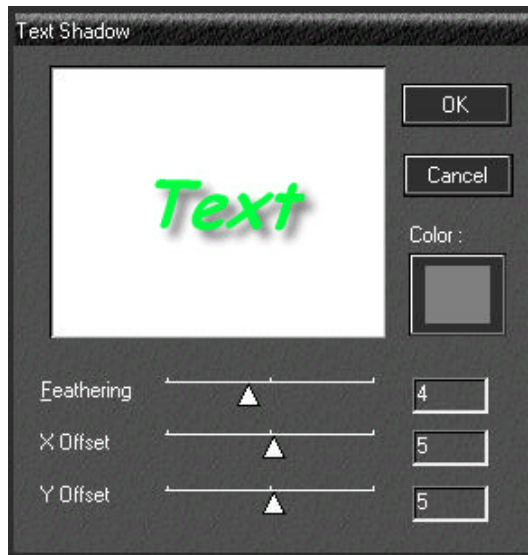 Text Shadow
OK
Text
Cancel
Color :
Feathering 4
X Offset 5
Y Offset 5